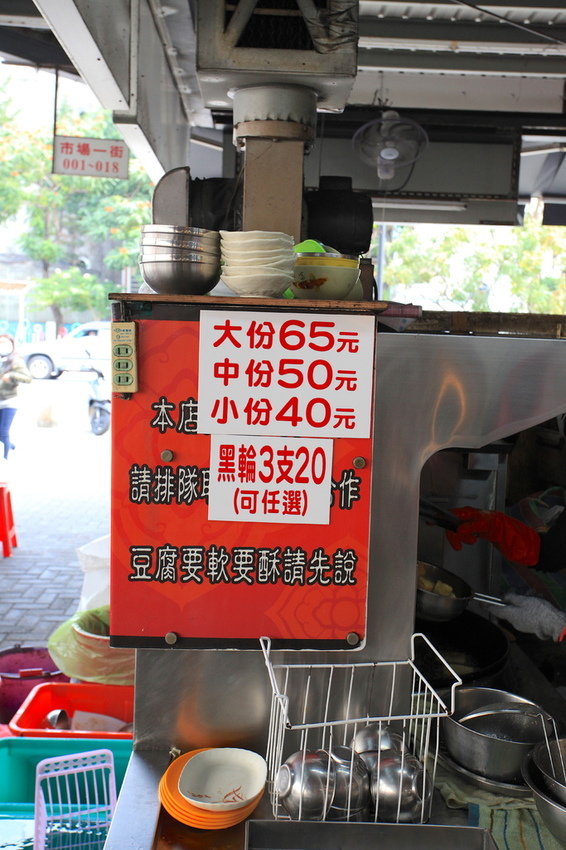 市場一街
001~018
大份65元
中份50元
小份40元
黑輪3支20
(可任選)
本店
請排隊 作
豆腐要軟要酥請先說